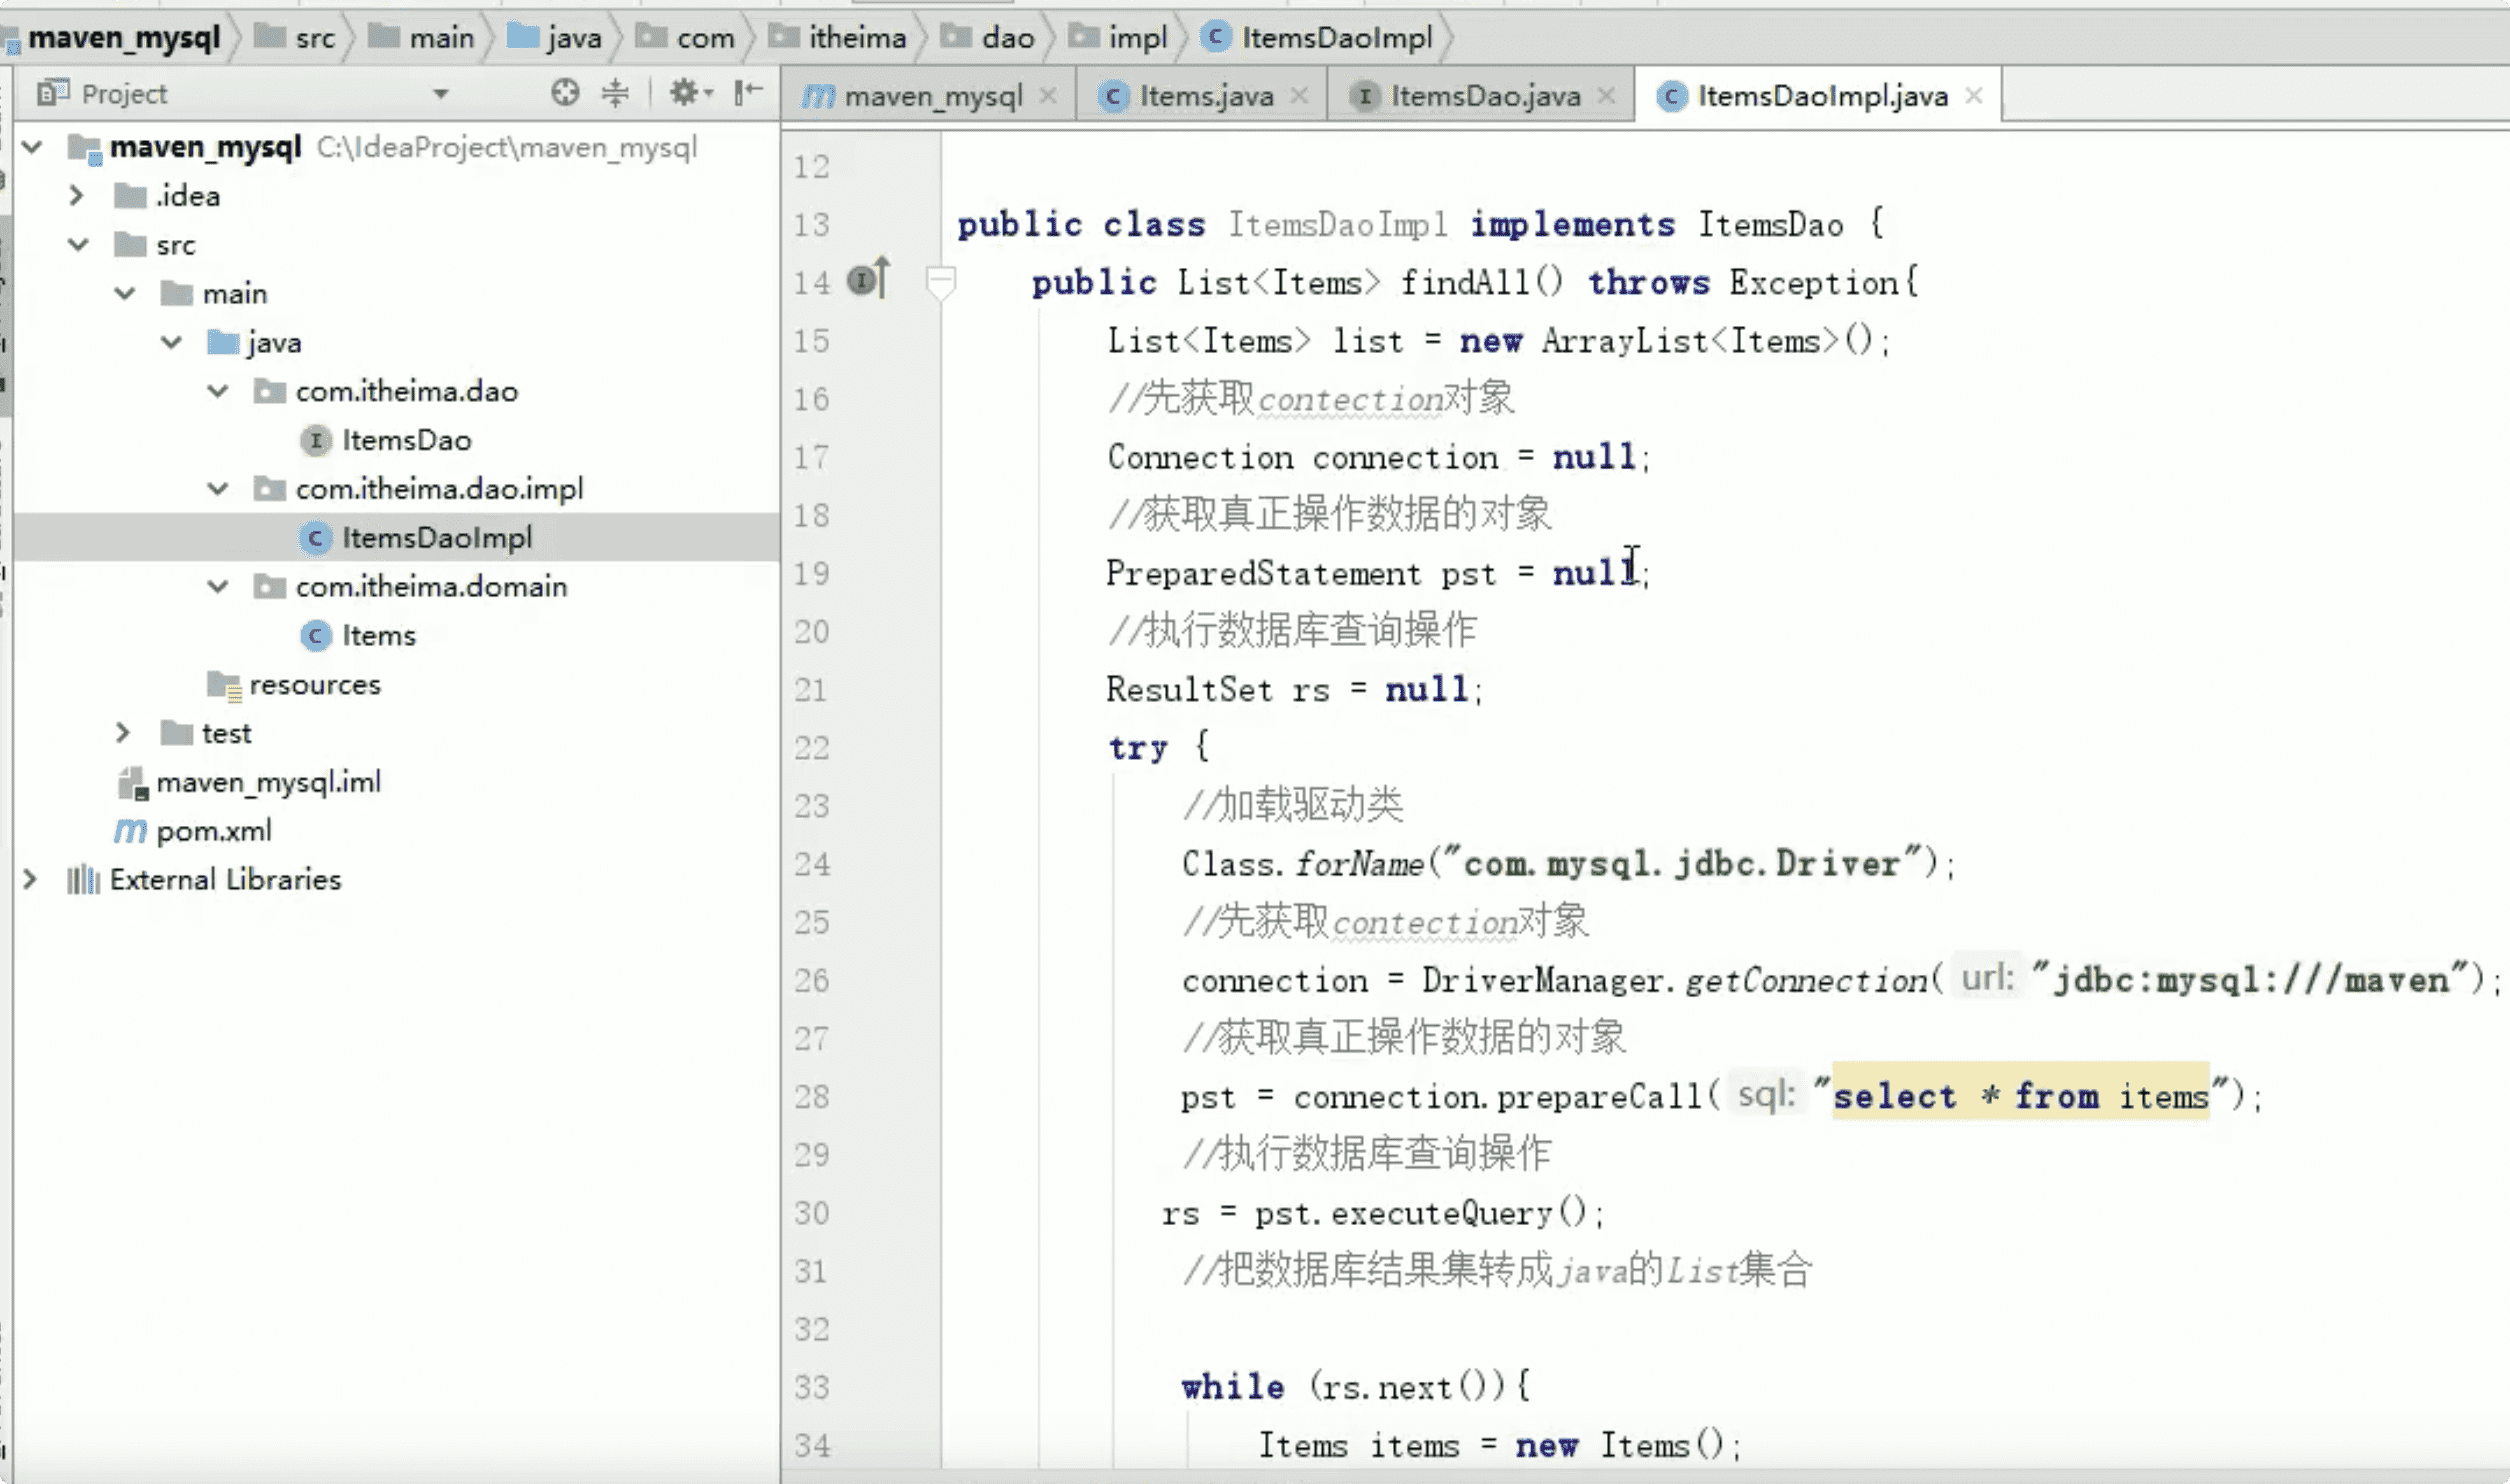 maven_mysql src main java com itheima dao impl ItemsDaoImpl
Project
maven_mysql Items.java ItemsDao.java ItemsDaoImpl.java
maven_mysql C:\IdeaProject\maven_mysql
.idea
src
main
java
com.itheima.dao
ItemsDao
com.itheima.dao.impl
ItemsDaoImpl
com.itheima.domain
Items
resources
test
maven_mysql.iml
pom.xml
External Libraries
12
13 public class ItemsDaoImpl implements ItemsDao {
14 public List<Items> findAll() throws Exception{
15 List<Items> list = new ArrayList<Items>();
16 //先获取contection对象
17 Connection connection = null;
18 //获取真正操作数据的对象
19 PreparedStatement pst = null;
20 //执行数据库查询操作
21 ResultSet rs = null;
22 try {
23 //加载驱动类
24 Class.forName("com.mysql.jdbc.Driver");
25 //先获取contection对象
26 connection = DriverManager.getConnection( url: "jdbc:mysql:///maven");
27 //获取真正操作数据的对象
28 pst = connection.prepareCall( sql: "select * from items");
29 //执行数据库查询操作
30 rs = pst.executeQuery();
31 //把数据库结果集转成java的List集合
32
33 while (rs.next()){
34 Items items = new Items();